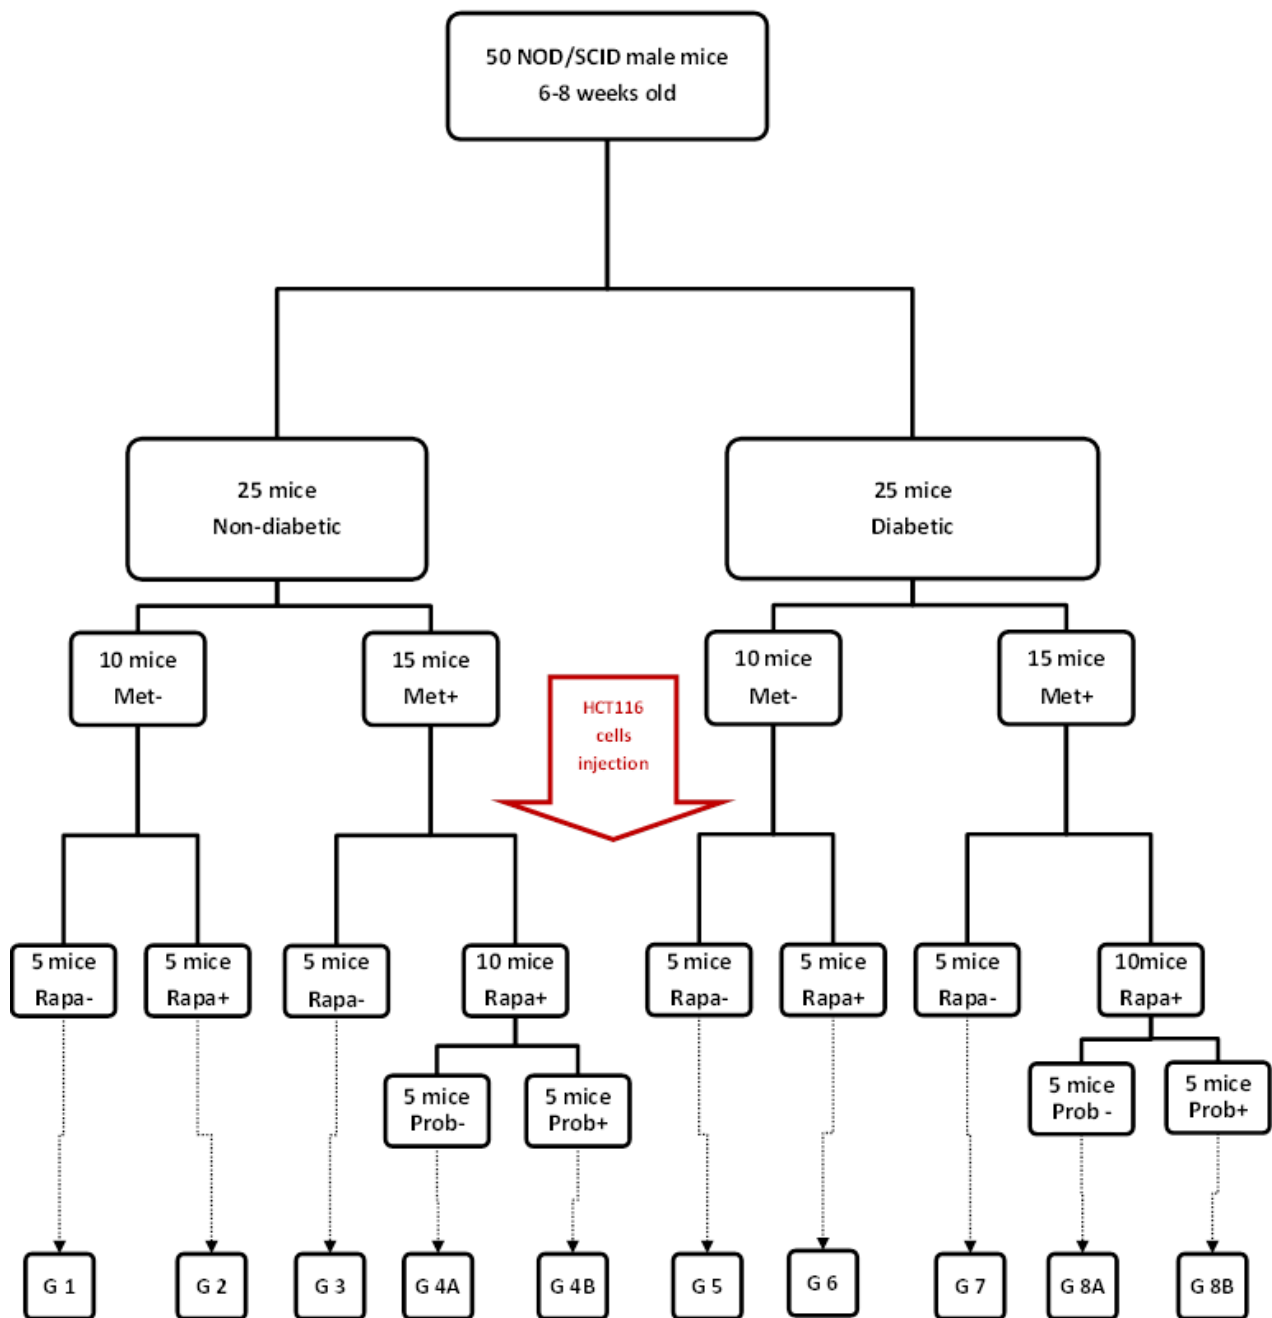 50 NOD/SCID male mice
6-8 weeks old
25 mice
Non-diabetic
25 mice
Diabetic
10 mice
Met-
15 mice
Met+
HCT116
cells
injection
10 mice
Met-
15 mice
Met+
5 mice
Rapa-
5 mice
Rapa+
5 mice
Rapa-
10 mice
Rapa+
5 mice
Rapa-
5 mice
Rapa+
5 mice
Rapa-
10mice
Rapa+
5 mice
Prob-
5 mice
Prob+
5 mice
Prob -
5 mice
Prob+
G 1
G 2
G 3
G 4A
G 4B
G 5
G 6
G 7
G 8A
G 8B